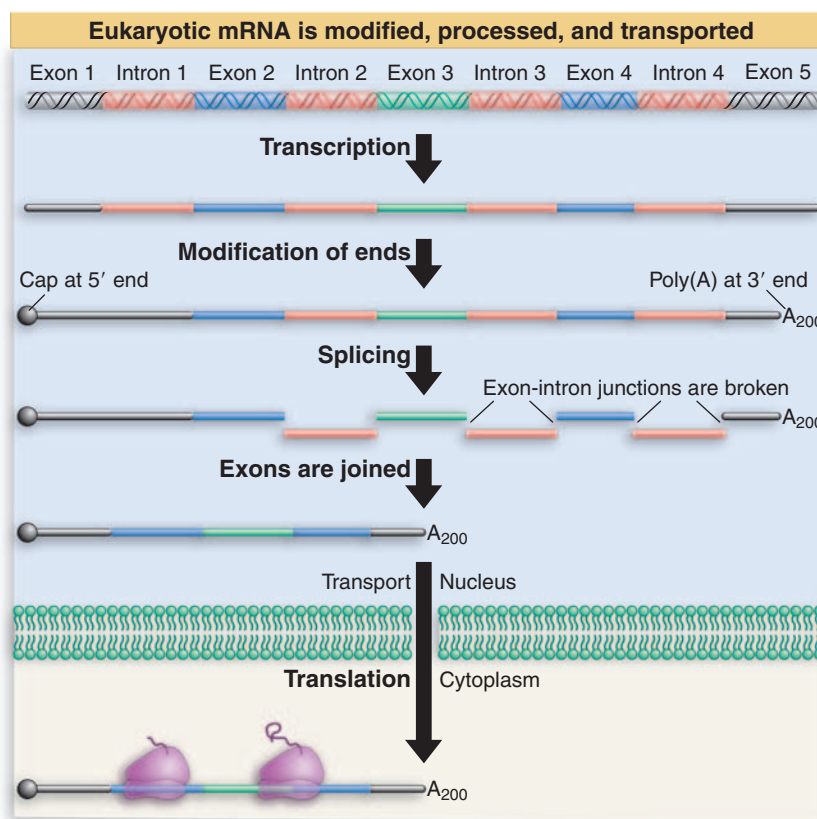 Eukaryotic mRNA is modified, processed, and transported
Exon 1 Intron 1 Exon 2 Intron 2 Exon 3 Intron 3 Exon 4 Intron 4 Exon 5
Transcription
Modification of ends
Cap at 5′ end Poly(A) at 3′ end
A₂₀₀
Splicing
Exon-intron junctions are broken
A₂₀₀
Exons are joined
A₂₀₀
Transport Nucleus
Translation Cytoplasm
A₂₀₀